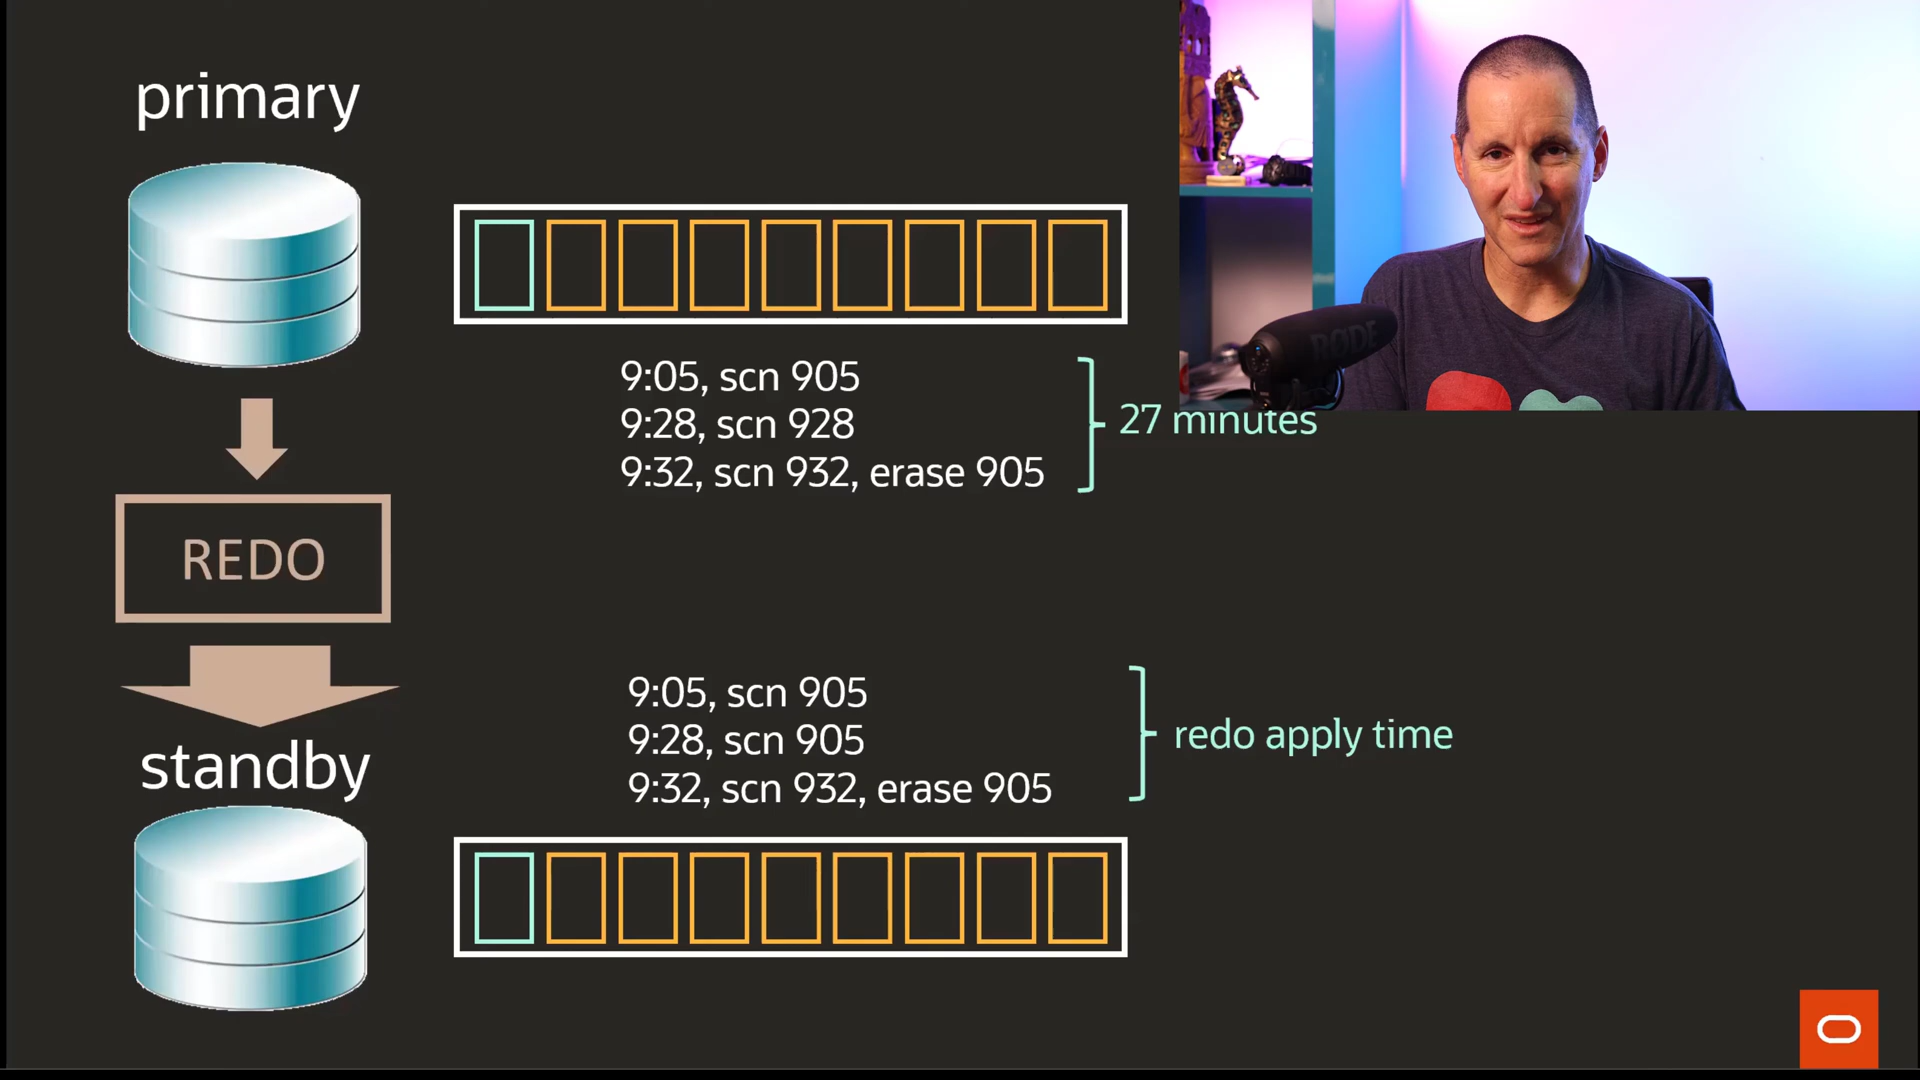 primary
RODE
9:05, scn 905
9:28, scn 928
9:32, scn 932, erase 905
27 minutes
REDO
9:05, scn 905
9:28, scn 905
9:32, scn 932, erase 905
redo apply time
standby